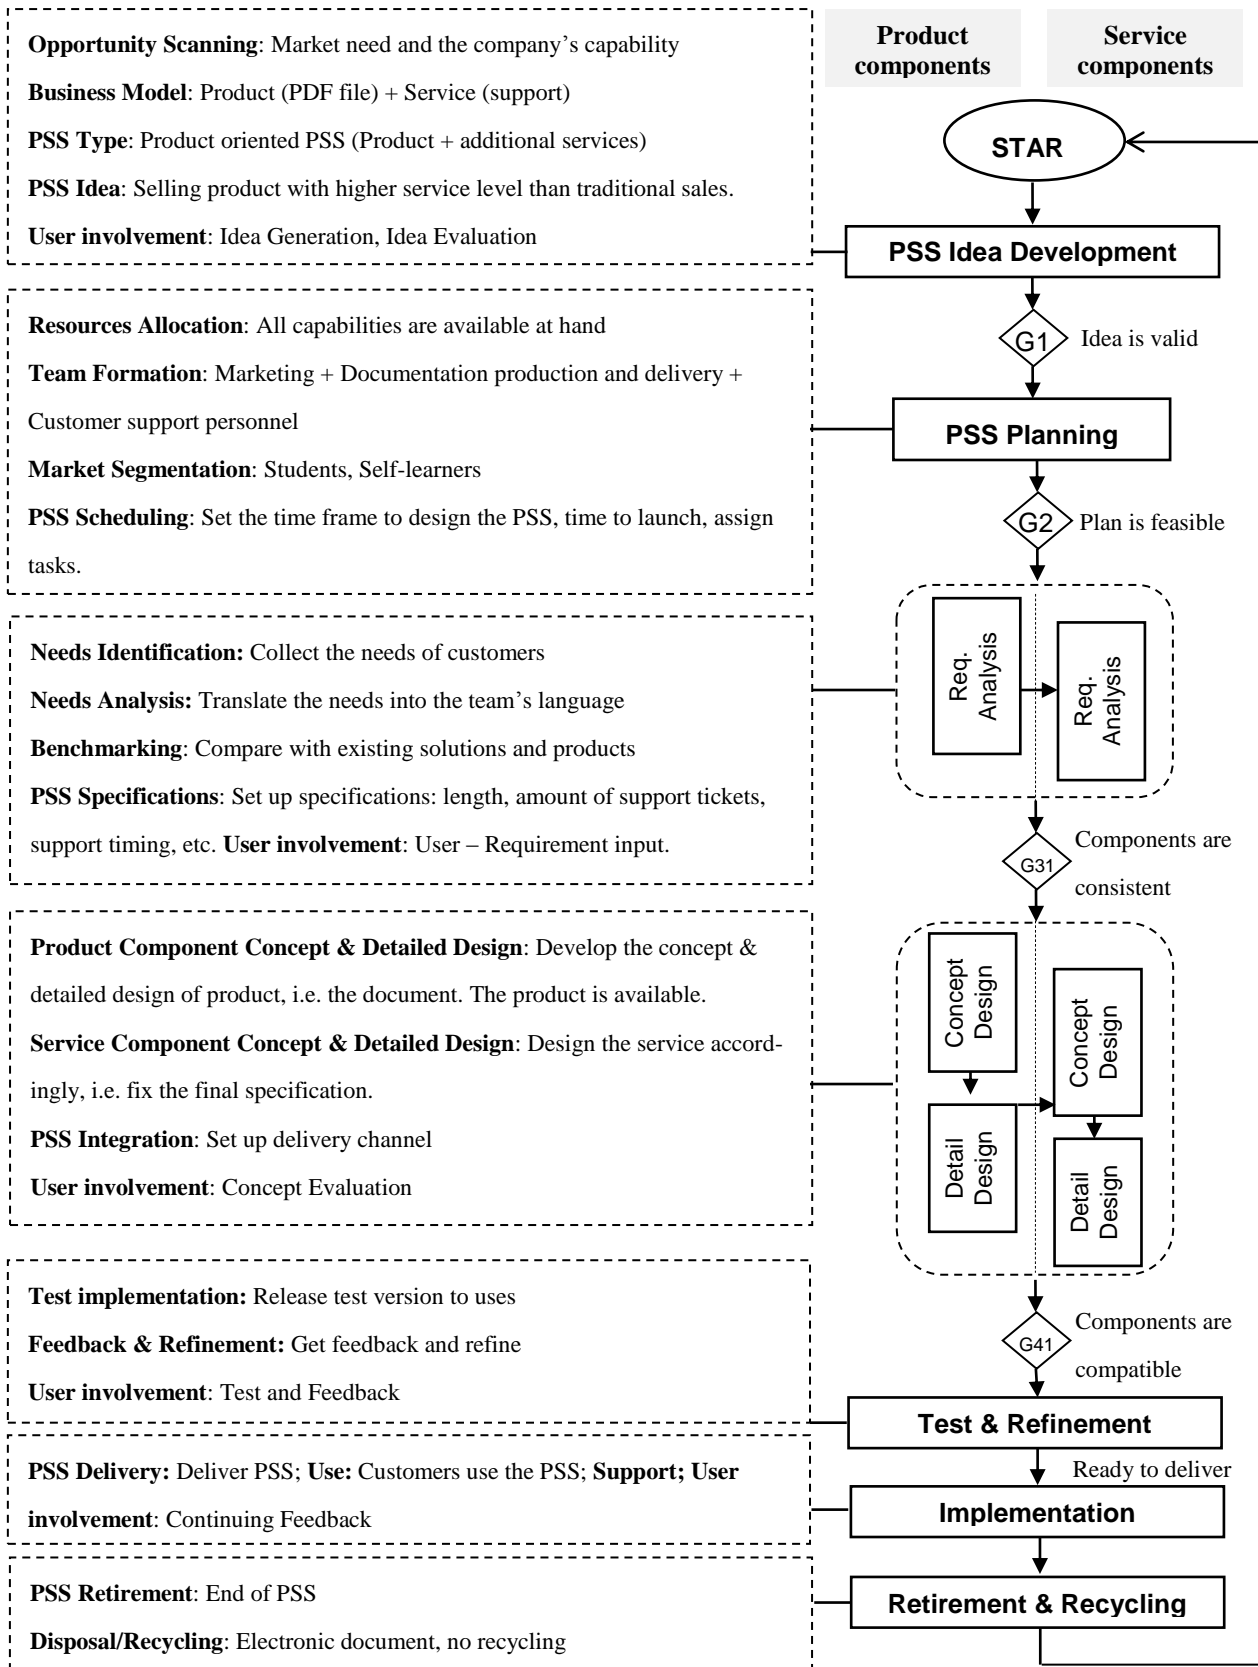 Opportunity Scanning: Market need and the company’s capability
Business Model: Product (PDF file) + Service (support)
PSS Type: Product oriented PSS (Product + additional services)
PSS Idea: Selling product with higher service level than traditional sales.
User involvement: Idea Generation, Idea Evaluation
Product
components
Service
components
STAR
PSS Idea Development
G1
Idea is valid
Resources Allocation: All capabilities are available at hand
Team Formation: Marketing + Documentation production and delivery +
Customer support personnel
Market Segmentation: Students, Self-learners
PSS Scheduling: Set the time frame to design the PSS, time to launch, assign
tasks.
PSS Planning
G2
Plan is feasible
Needs Identification: Collect the needs of customers
Needs Analysis: Translate the needs into the team’s language
Benchmarking: Compare with existing solutions and products
PSS Specifications: Set up specifications: length, amount of support tickets,
support timing, etc. User involvement: User – Requirement input.
Req.
Analysis
Req.
Analysis
G31
Components are
consistent
Product Component Concept & Detailed Design: Develop the concept &
detailed design of product, i.e. the document. The product is available.
Service Component Concept & Detailed Design: Design the service accord-
ingly, i.e. fix the final specification.
PSS Integration: Set up delivery channel
User involvement: Concept Evaluation
Concept
Design
Concept
Design
Detail
Design
Detail
Design
G41
Components are
compatible
Test implementation: Release test version to uses
Feedback & Refinement: Get feedback and refine
User involvement: Test and Feedback
Test & Refinement
Ready to deliver
PSS Delivery: Deliver PSS; Use: Customers use the PSS; Support; User
involvement: Continuing Feedback
Implementation
PSS Retirement: End of PSS
Disposal/Recycling: Electronic document, no recycling
Retirement & Recycling